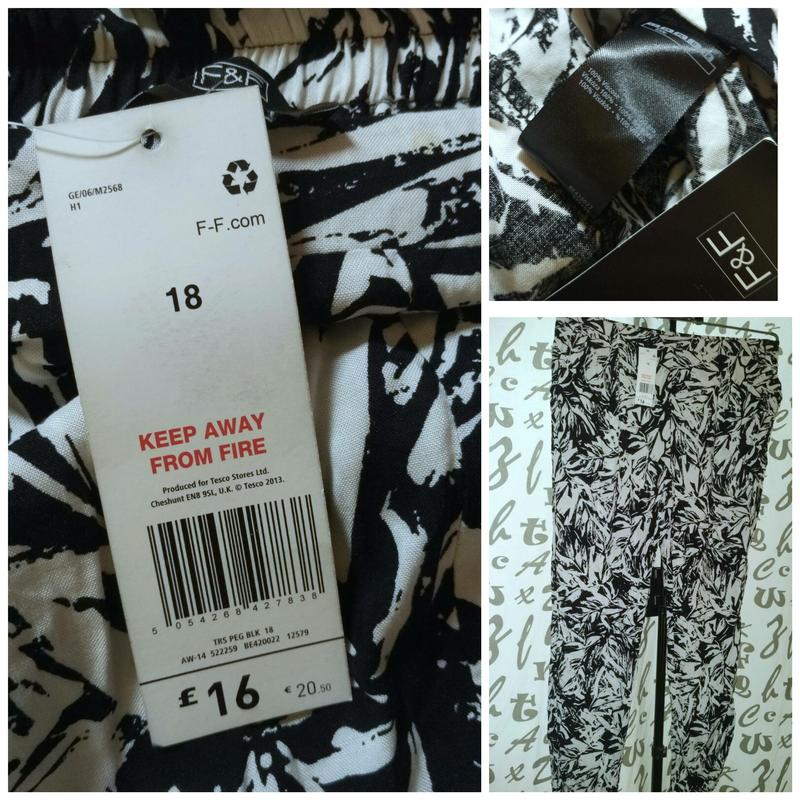 F&F
GE/06/M2568
H1
F-F.com
18
KEEP AWAY
FROM FIRE
Produced for Tesco Stores Ltd.
Cheshunt EN8 9SL, U.K. © Tesco 2013.
5 054268 427838
TRS PEG BLK 18
AW-14 522259 BE420022 12579
£16 € 20.50
100% Viscose
F&F